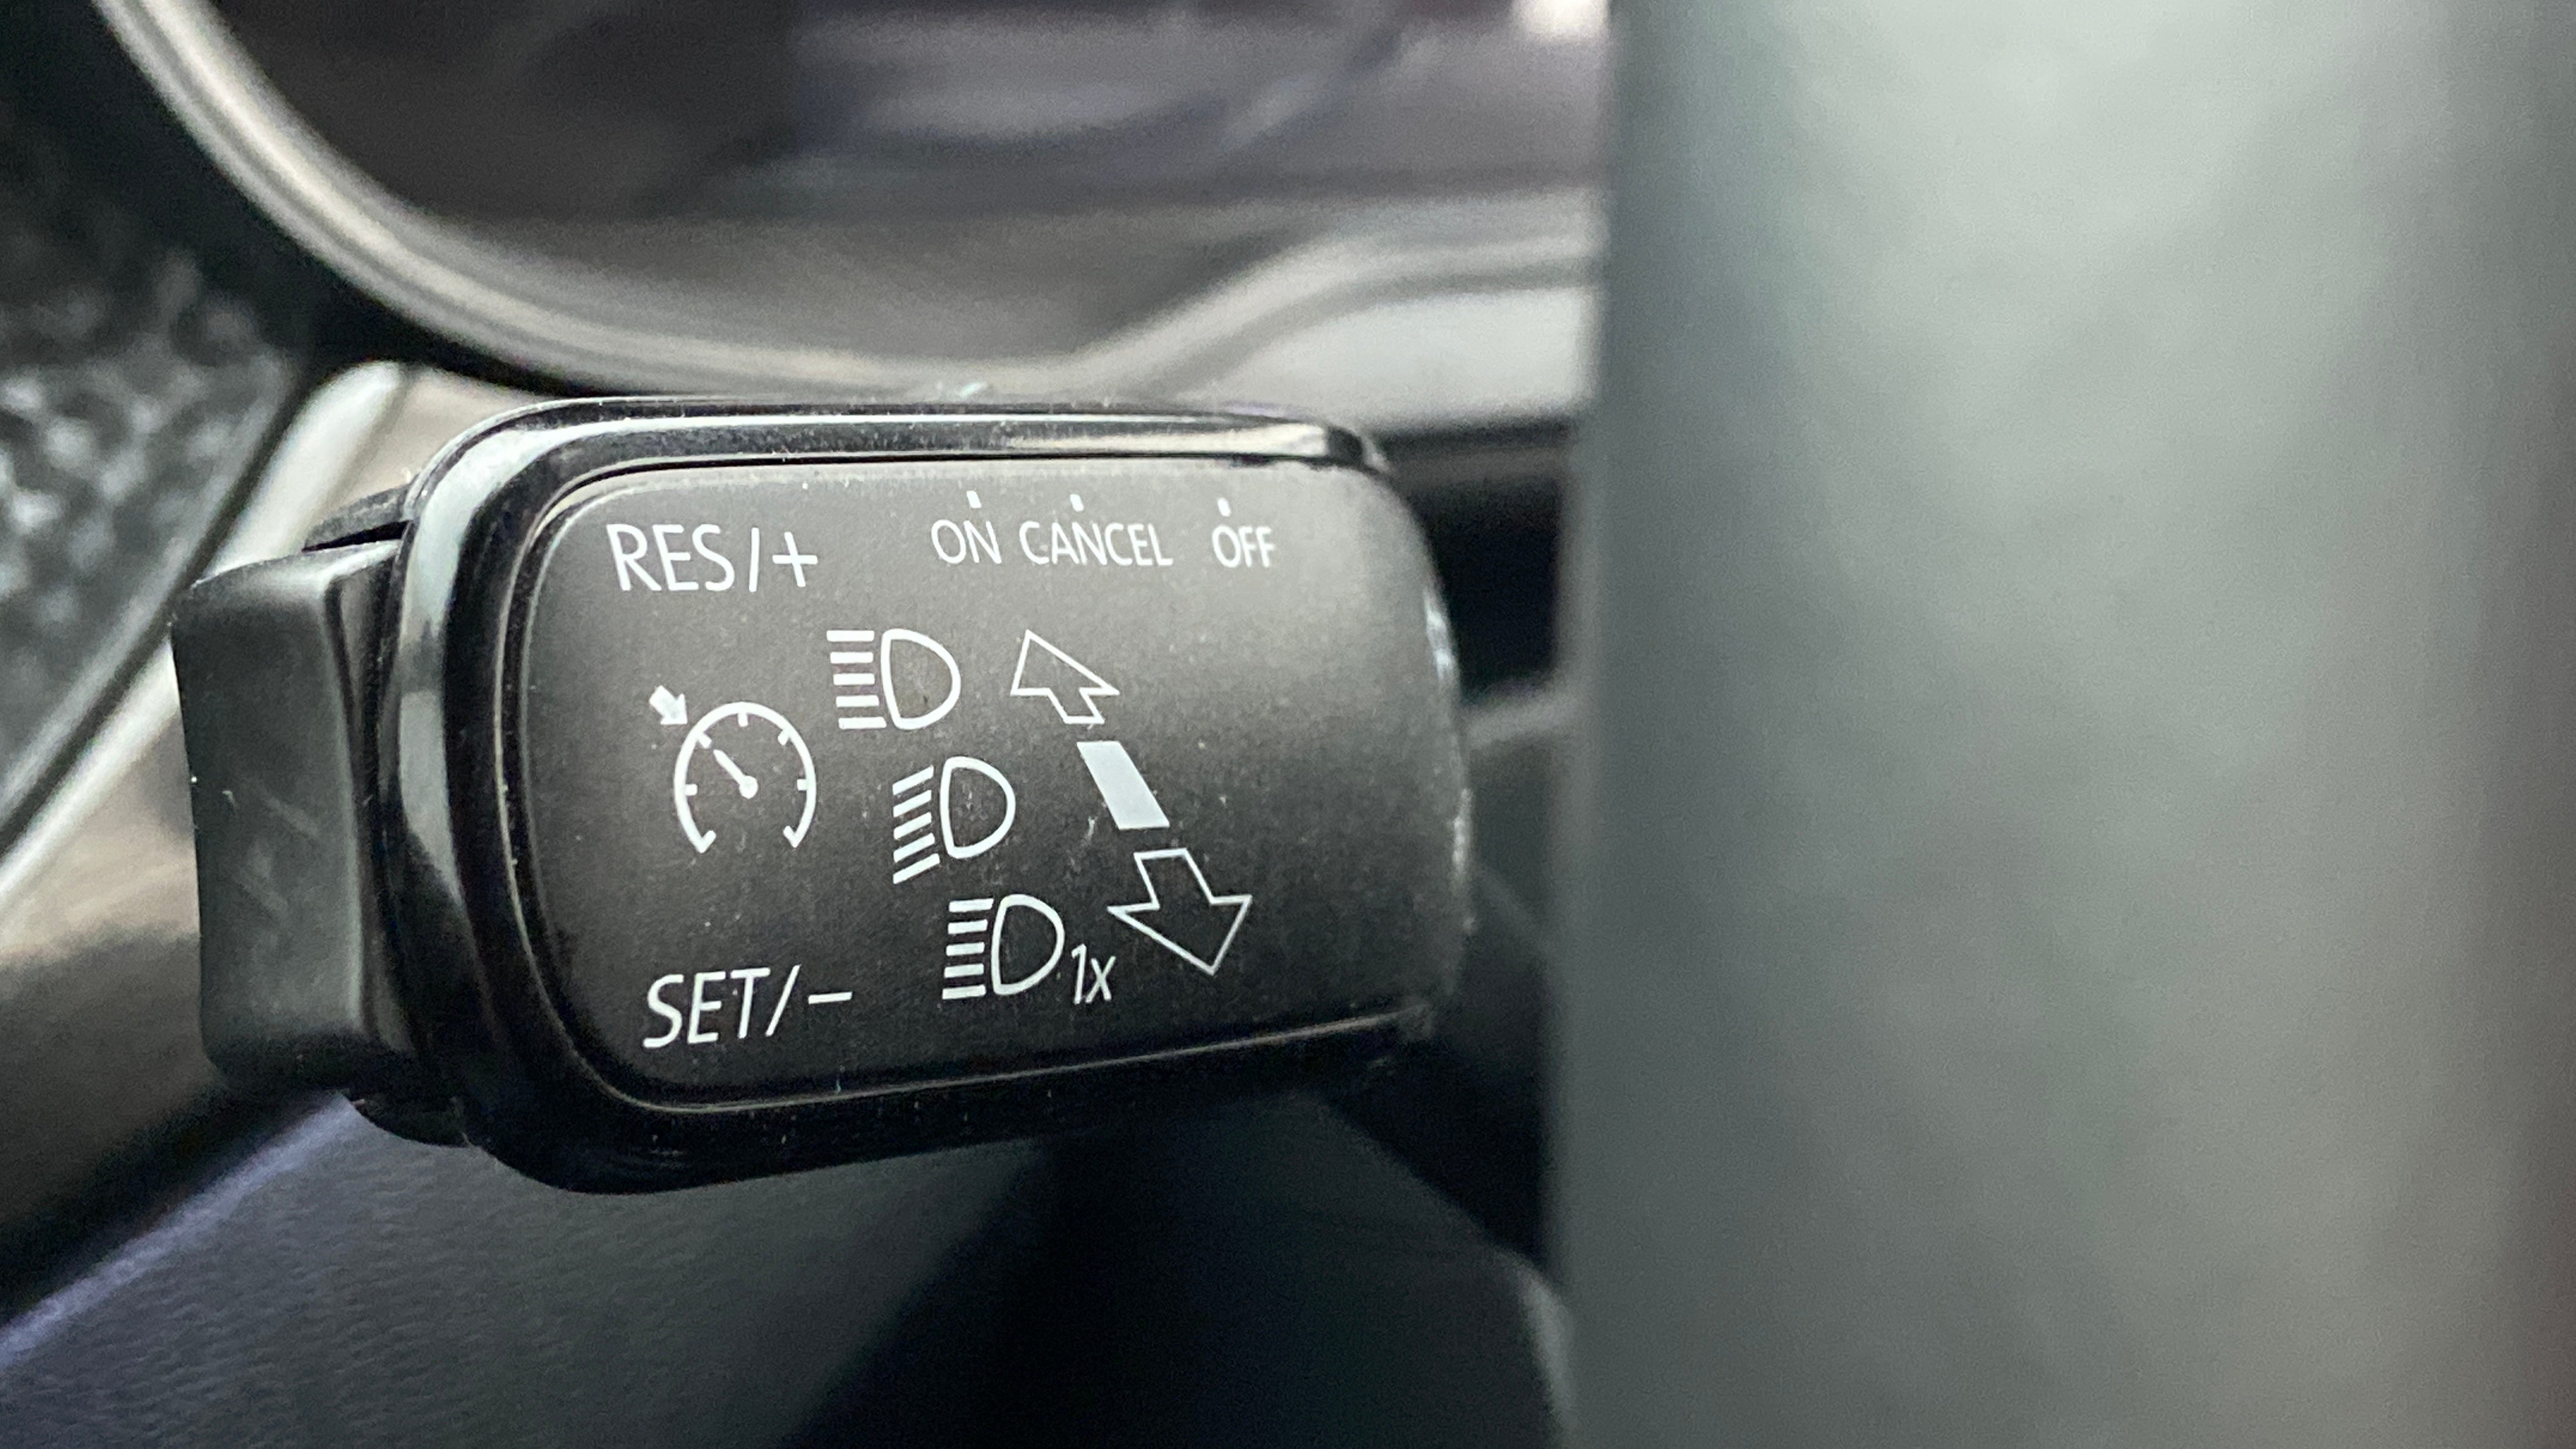 RES/+ ON CANCEL OFF
1x
SET/−